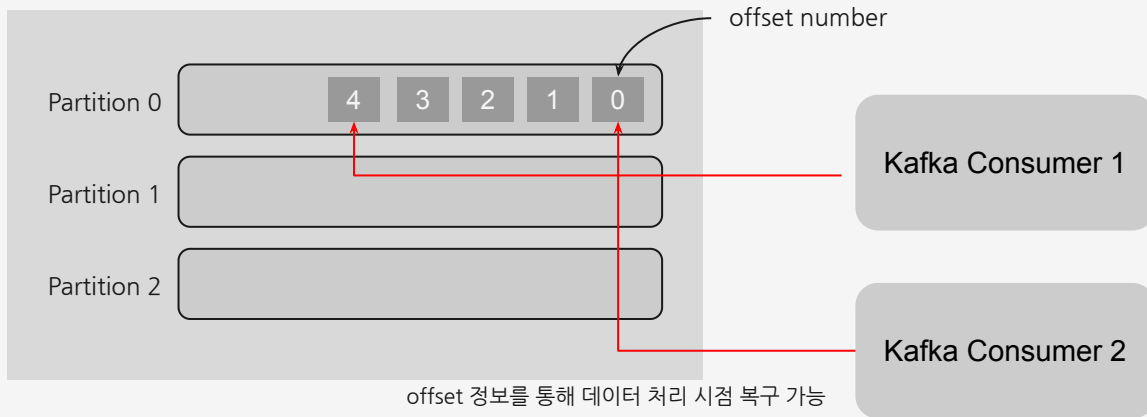 offset number
Partition 0
4 3 2 1 0
Kafka Consumer 1
Partition 1
Partition 2
Kafka Consumer 2
offset 정보를 통해 데이터 처리 시점 복구 가능